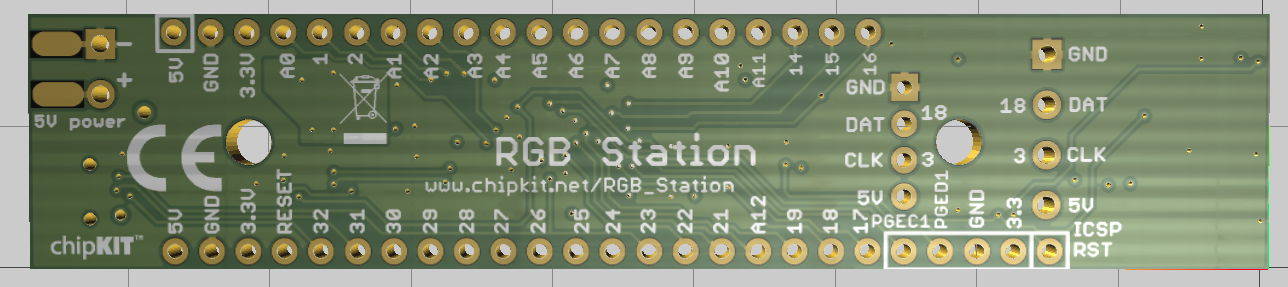 5V GND 3.3V A0 1 2 A1 A2 A3 A4 A5 A6 A7 A8 A9 A10 A11 14 15 16
- +
5V power
GND
18 DAT
CLK 3
5V
GND
18 DAT
3 CLK
5V
CE
RGB Station
www.chipkit.net/RGB_Station
chipKIT™
5V GND 3.3V RESET 32 31 30 29 28 27 26 25 24 23 22 21 A12 19 18 17
PGEC1 PGED1 GND 3.3
ICSP
RST